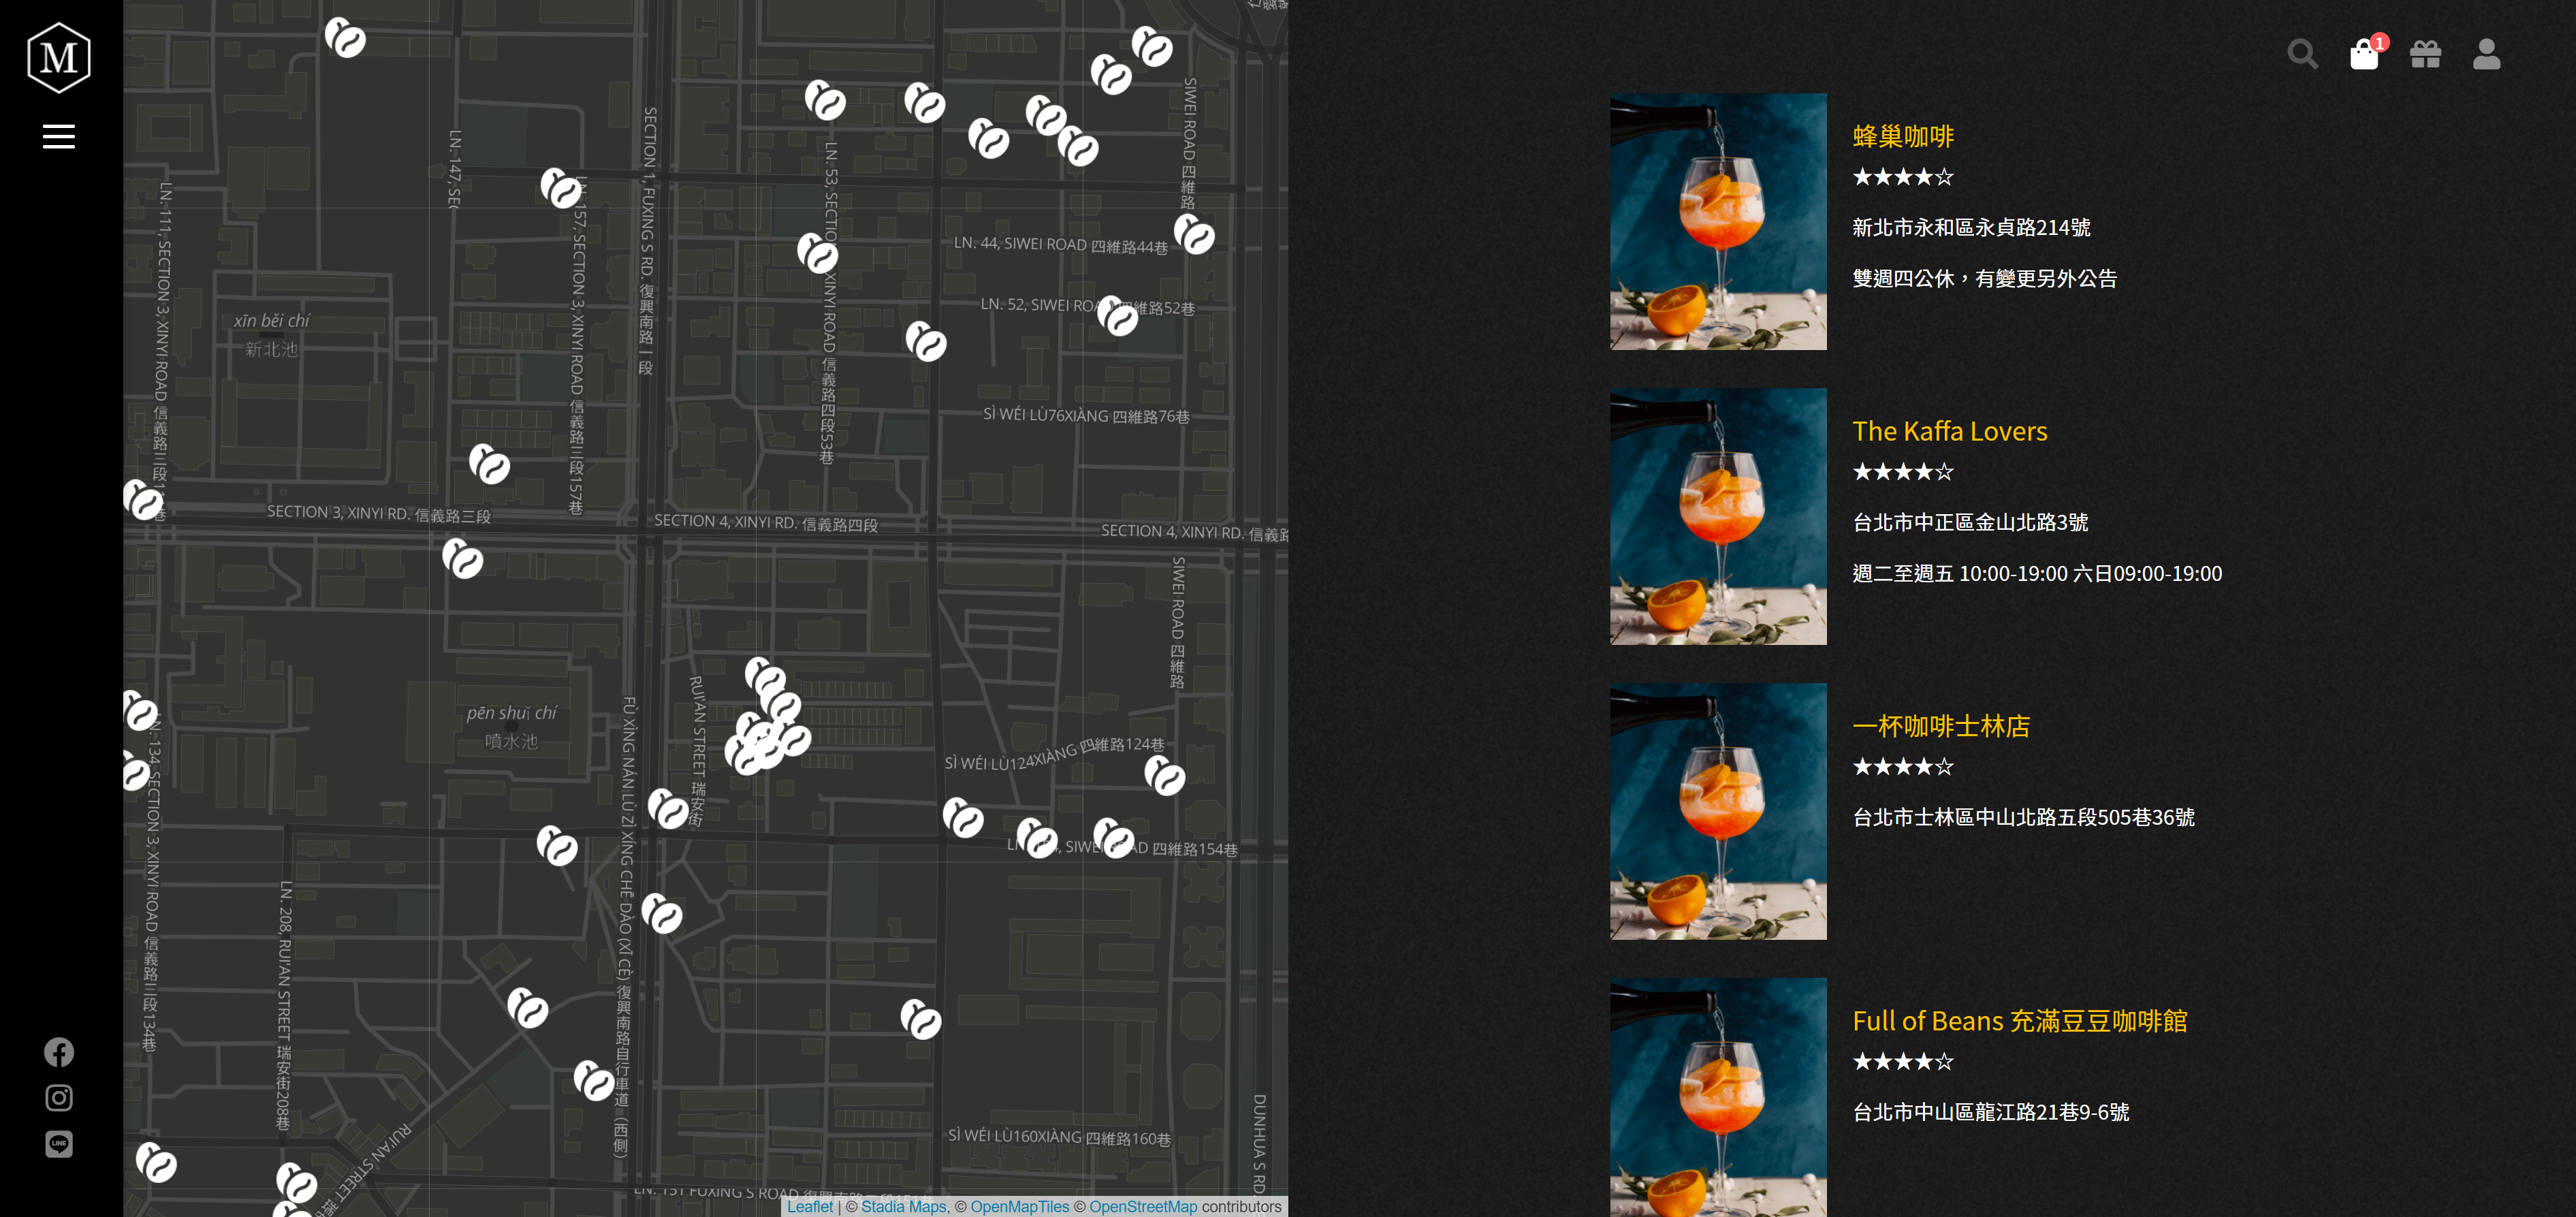 M
LN. 111, SECTION 3, XINYI ROAD 信義路三段11
LN. 147, SE
LN. 157, SECTION 3, XINYI ROAD 信義路三段157巷
SECTION 1, FUXING S RD. 復興南路一段
LN. 53, SECTION XINYI ROAD 信義路四段53巷
SIWEI ROAD 四維路
LN. 44, SIWEI ROAD 四維路44巷
LN. 52, SIWEI ROA 四維路52巷
xīn běi chí
新北池
SÌ WÉI LÙ76XIÀNG 四維路76巷
SECTION 3, XINYI RD. 信義路三段
SECTION 4, XINYI RD. 信義路四段
SECTION 4, XINYI RD. 信義路
SIWEI ROAD 四維路
pēn shuǐ chí
噴水池
RUI'AN STREET 瑞安街
SÌ WÉI LÙ124XIÀNG 四維路124巷
LN. 134, SECTION 3, XINYI ROAD 信義路三段134巷
SIWEI ROAD 四維路154巷
LN. 208, RUI'AN STREET 瑞安街208巷
FÙ XÌNG NÁN LÙ ZÌ XÍNG CHĒ DÀO (XĪ CÈ) 復興南路自行車道 (西側)
SÌ WÉI LÙ160XIÀNG 四維路160巷
DUNHUA S RD.
RUI'AN STREET
LN. 151 FUXING S ROAD
LINE
Leaflet | © Stadia Maps, © OpenMapTiles © OpenStreetMap contributors
1
蜂巢咖啡
★★★★☆
新北市永和區永貞路214號
雙週四公休，有變更另外公告
The Kaffa Lovers
★★★★☆
台北市中正區金山北路3號
週二至週五 10:00-19:00 六日09:00-19:00
一杯咖啡士林店
★★★★☆
台北市士林區中山北路五段505巷36號
Full of Beans 充滿豆豆咖啡館
★★★★☆
台北市中山區龍江路21巷9-6號